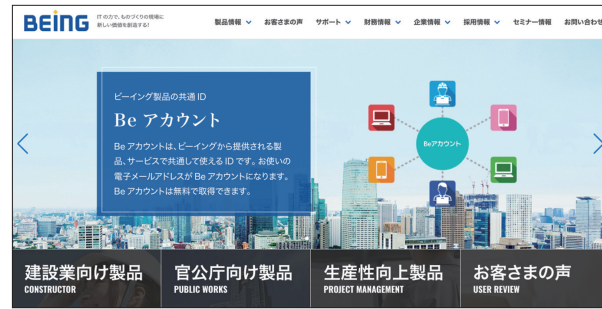 BEiNG
ITの力で、ものづくりの現場に
新しい価値を創造する!
製品情報 お客さまの声 サポート 財務情報 企業情報 採用情報 セミナー情報 お問い合わせ
ビーイング製品の共通 ID
Be アカウント
Be アカウントは、ビーイングから提供される製
品、サービスで共通して使える ID です。お使いの
電子メールアドレスが Be アカウントになります。
Be アカウントは無料で取得できます。
Beアカウント
建設業向け製品
CONSTRUCTOR
官公庁向け製品
PUBLIC WORKS
生産性向上製品
PROJECT MANAGEMENT
お客さまの声
USER REVIEW